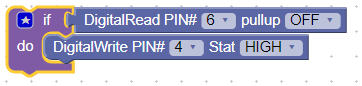 if DigitalRead PIN# 6 pullup OFF
do DigitalWrite PIN# 4 Stat HIGH